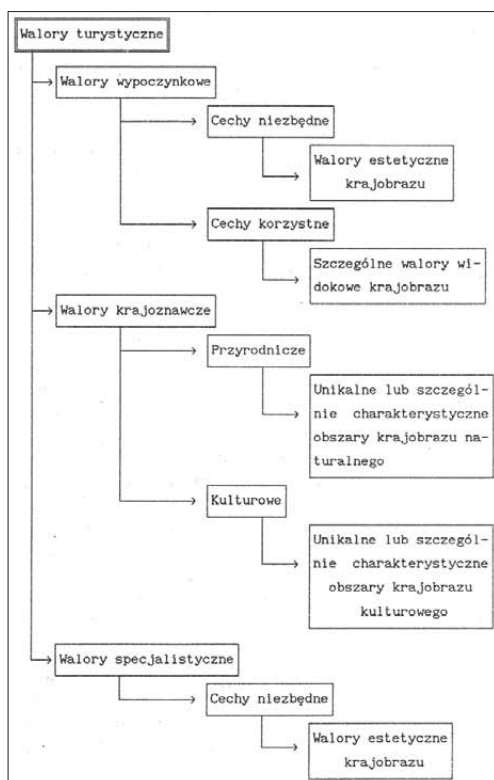 Walory turystyczne
Walory wypoczynkowe
Cechy niezbędne
Walory estetyczne
krajobrazu
Cechy korzystne
Szczególne walory wi-
dokowe krajobrazu
Walory krajoznawcze
Przyrodnicze
Unikalne lub szczegól-
nie charakterystyczne
obszary krajobrazu na-
turalnego
Kulturowe
Unikalne lub szczegól-
nie charakterystyczne
obszary krajobrazu
kulturowego
Walory specjalistyczne
Cechy niezbędne
Walory estetyczne
krajobrazu